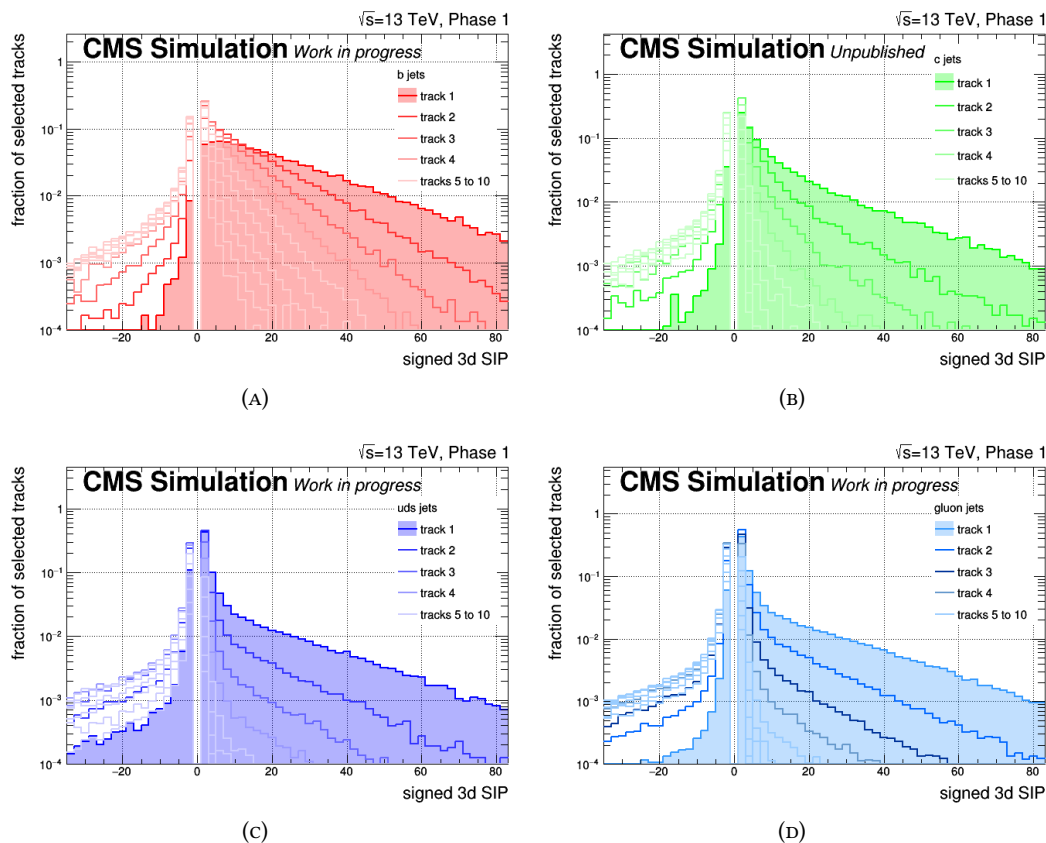 √s=13 TeV, Phase 1
CMS Simulation Work in progress
fraction of selected tracks
b jets
track 1
track 2
track 3
track 4
tracks 5 to 10
1
10⁻¹
10⁻²
10⁻³
10⁻⁴
−20 0 20 40 60 80
signed 3d SIP
(A)
√s=13 TeV, Phase 1
CMS Simulation Unpublished
fraction of selected tracks
c jets
track 1
track 2
track 3
track 4
tracks 5 to 10
1
10⁻¹
10⁻²
10⁻³
10⁻⁴
−20 0 20 40 60 80
signed 3d SIP
(B)
√s=13 TeV, Phase 1
CMS Simulation Work in progress
fraction of selected tracks
uds jets
track 1
track 2
track 3
track 4
tracks 5 to 10
1
10⁻¹
10⁻²
10⁻³
10⁻⁴
−20 0 20 40 60 80
signed 3d SIP
(C)
√s=13 TeV, Phase 1
CMS Simulation Work in progress
fraction of selected tracks
gluon jets
track 1
track 2
track 3
track 4
tracks 5 to 10
1
10⁻¹
10⁻²
10⁻³
10⁻⁴
−20 0 20 40 60 80
signed 3d SIP
(D)